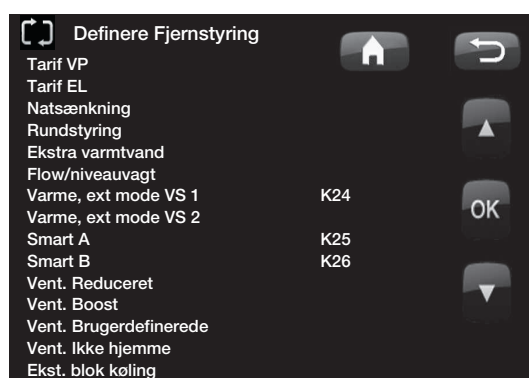 Definere Fjernstyring
Tarif VP
Tarif EL
Natsænkning
Rundstyring
Ekstra varmtvand
Flow/niveauvagt
Varme, ext mode VS 1 K24
Varme, ext mode VS 2
OK
Smart A K25
Smart B K26
Vent. Reduceret
Vent. Boost
Vent. Brugerdefinerede
Vent. Ikke hjemme
Ekst. blok køling